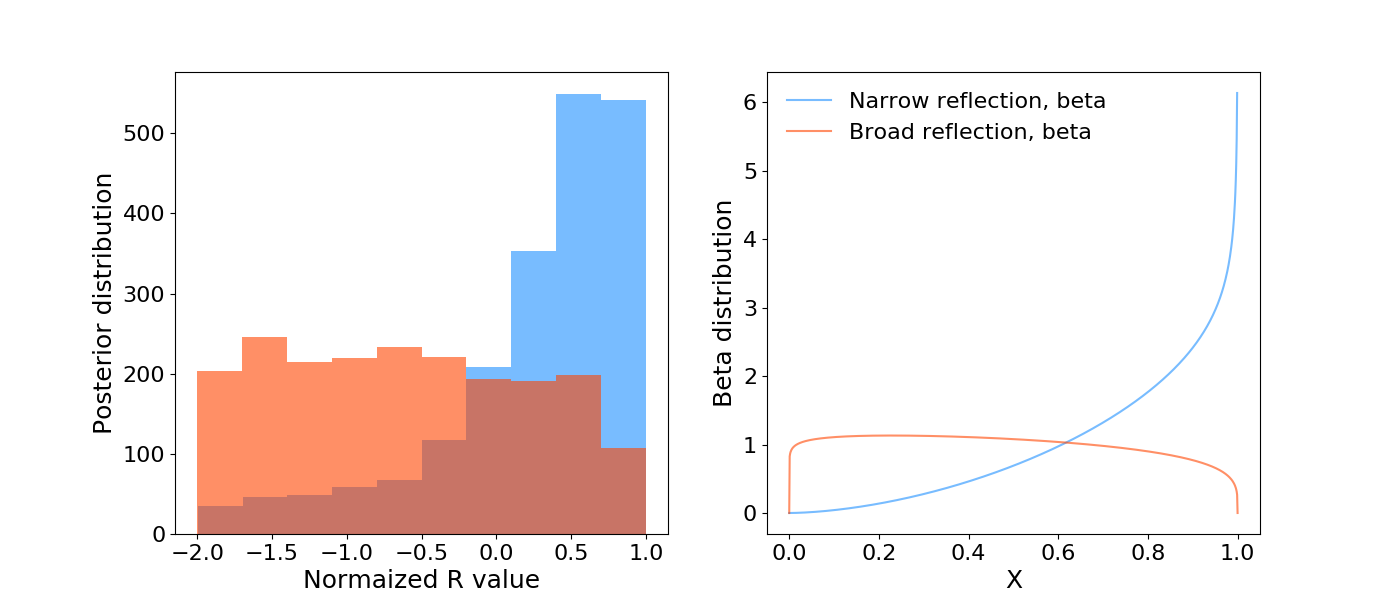 Posterior distribution
500
400
300
200
100
0
−2.0 −1.5 −1.0 −0.5 0.0 0.5 1.0
Normaized R value
Beta distribution
6
5
4
3
2
1
0
Narrow reflection, beta
Broad reflection, beta
0.0 0.2 0.4 0.6 0.8 1.0
X